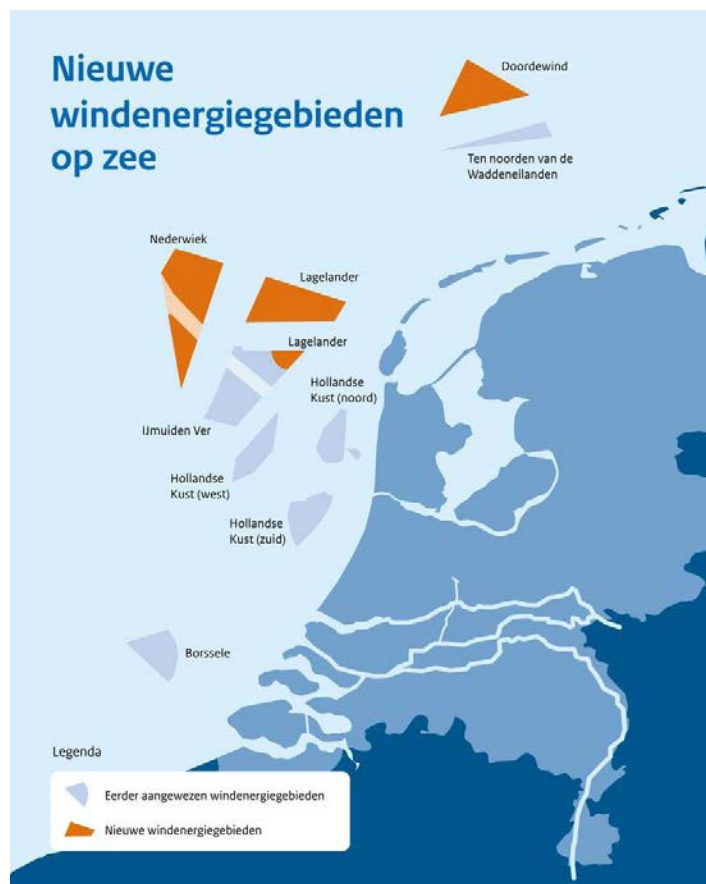 Nieuwe
windenergiegebieden
op zee
Doordewind
Ten noorden van de
Waddeneilanden
Nederwiek
Lagelander
Lagelander
Hollandse
Kust (noord)
IJmuiden Ver
Hollandse
Kust (west)
Hollandse
Kust (zuid)
Borssele
Legenda
Eerder aangewezen windenergiegebieden
Nieuwe windenergiegebieden